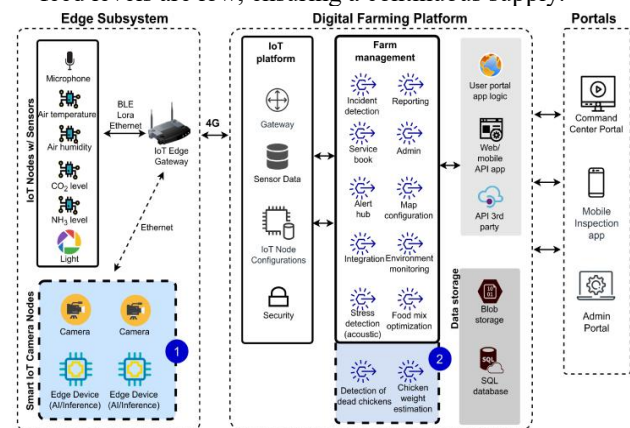 feed levels are low, ensuring a continuous supply.
Edge Subsystem
Digital Farming Platform
Portals
IoT Nodes w/ Sensors
Microphone
Air temperature
Air humidity
CO2 level
NH3 level
Light
BLE
Lora
Ethernet
IoT Edge
Gateway
4G
Ethernet
Smart IoT Camera Nodes
Camera
Camera
1
Edge Device
(AI/Inference)
Edge Device
(AI/Inference)
IoT
platform
Gateway
Sensor Data
IoT Node
Configurations
Security
Farm
management
Incident
detection
Reporting
Service
book
Admin
Alert
hub
Map
configuration
Integration
Environment
monitoring
Stress
detection
(acoustic)
Food mix
optimization
2
Detection of
dead chickens
Chicken
weight
estimation
User portal
app logic
Web/
mobile
API app
API 3rd
party
Data storage
10
01
Blob
storage
SQL
SQL
database
Command
Center Portal
Mobile
Inspection
app
Admin
Portal